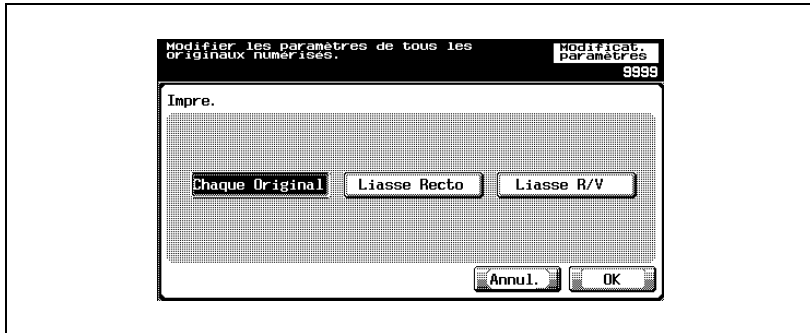 Modifier les paramètres de tous les
originaux numérisés.
Modificat.
paramètres
9999
Impre.
Chaque Original
Liasse Recto
Liasse R/V
Annul.
OK